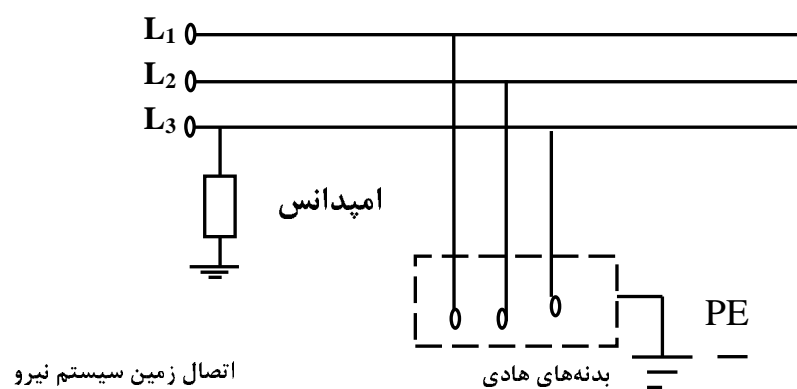 L1
L2
L3
امپدانس
PE
بدنه‌های هادی
اتصال زمین سیستم نیرو